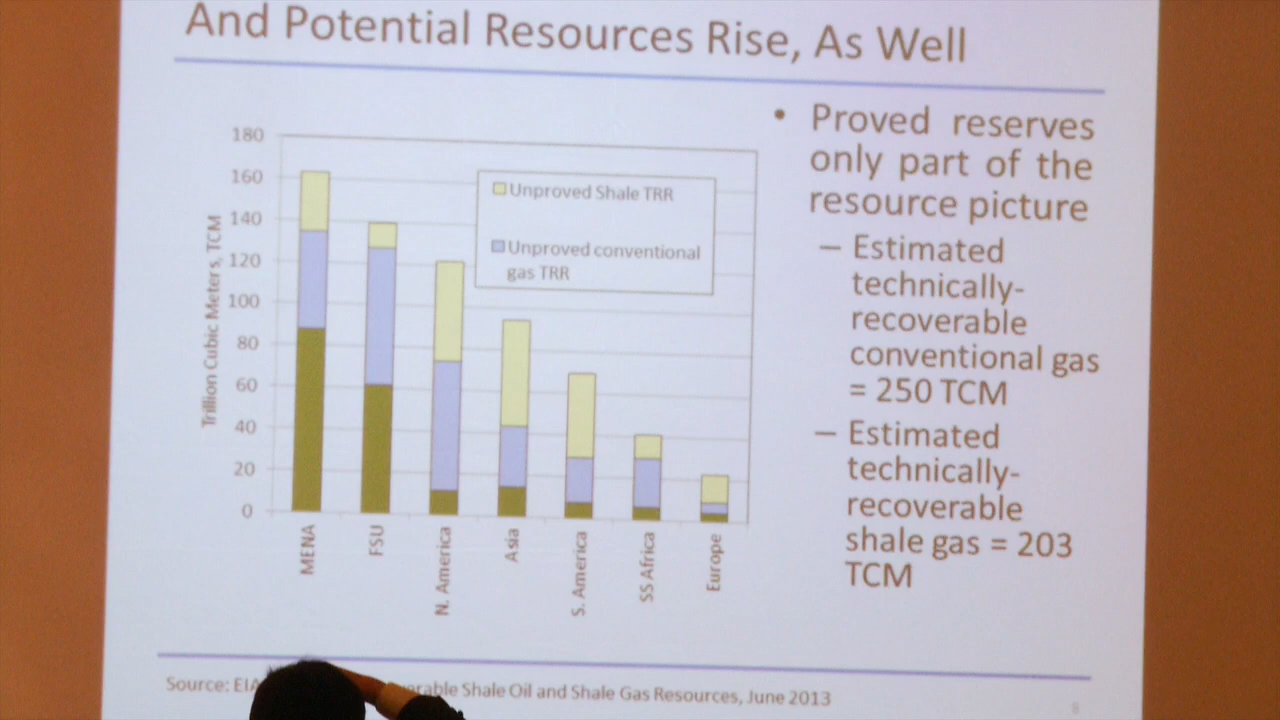 And Potential Resources Rise, As Well
Trillion Cubic Meters, TCM
180
160
140
120
100
80
60
40
20
0
Unproved Shale TRR
Unproved conventional
gas TRR
MENA
FSU
N. America
Asia
S. America
SS Africa
Europe
• Proved reserves
only part of the
resource picture
– Estimated
technically-
recoverable
conventional gas
= 250 TCM
– Estimated
technically-
recoverable
shale gas = 203
TCM
Source: EIA Shale Oil and Shale Gas Resources, June 2013